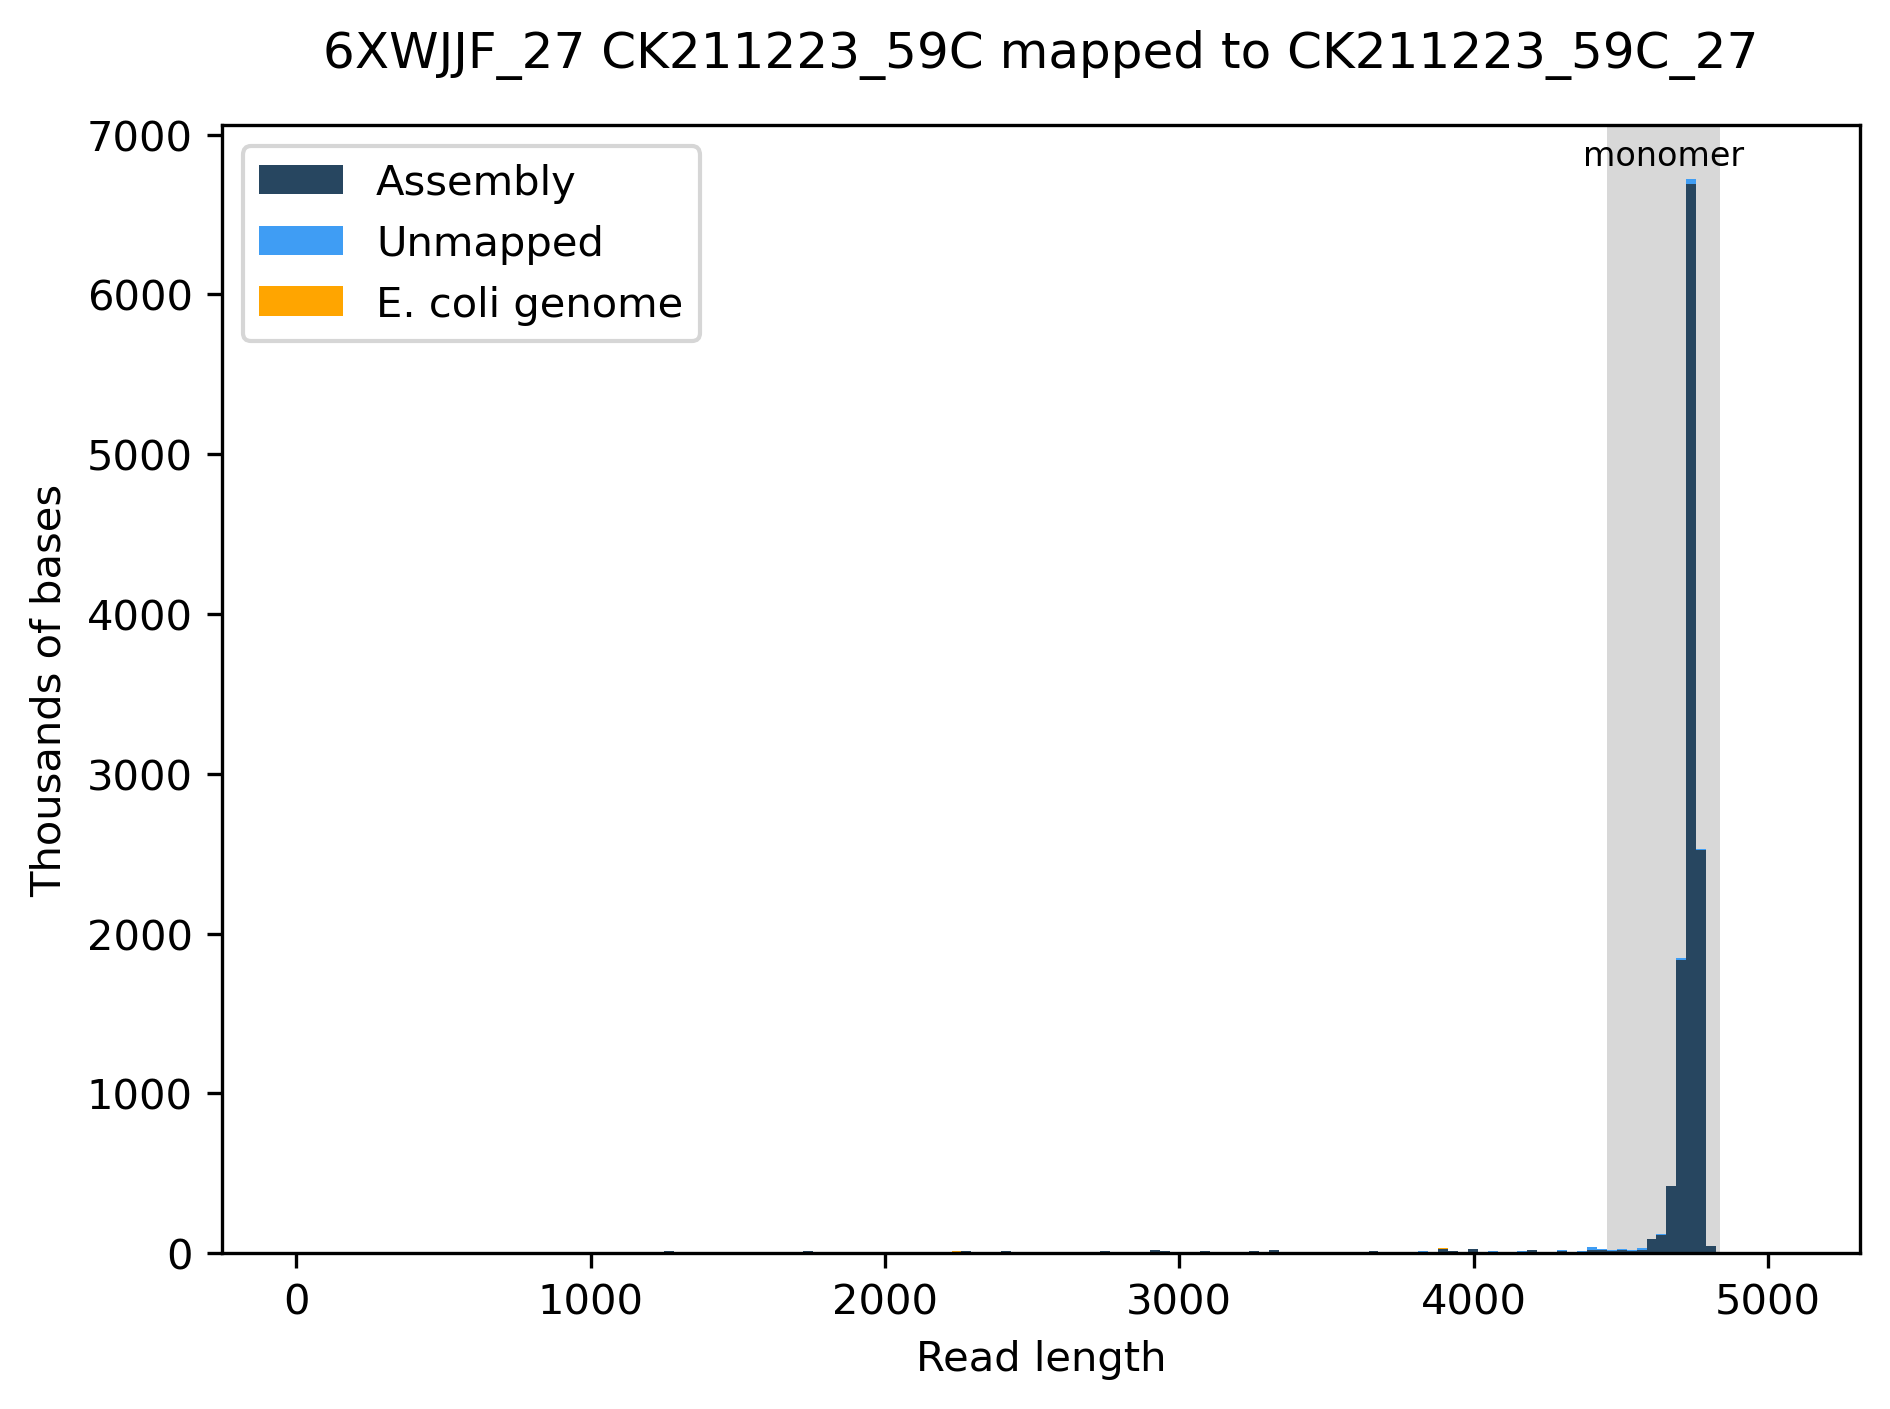 6XWJJF_27 CK211223_59C mapped to CK211223_59C_27
7000
6000
5000
4000
3000
2000
1000
0
Thousands of bases
Assembly
Unmapped
E. coli genome
monomer
0 1000 2000 3000 4000 5000
Read length